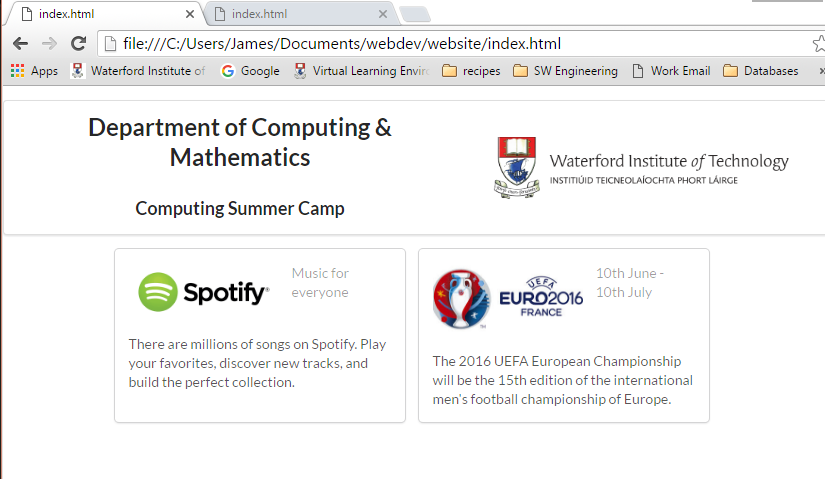 index.html
index.html
file:///C:/Users/James/Documents/webdev/website/index.html
Apps Waterford Institute of Google Virtual Learning Enviro recipes SW Engineering Work Email Databases »
Department of Computing &
Mathematics
Computing Summer Camp
Waterford Institute of Technology
INSTITIÚID TEICNEOLAÍOCHTA PHORT LÁIRGE
Spotify®
Music for
everyone
There are millions of songs on Spotify. Play
your favorites, discover new tracks, and
build the perfect collection.
UEFA
EURO2016
FRANCE
10th June -
10th July
The 2016 UEFA European Championship
will be the 15th edition of the international
men's football championship of Europe.